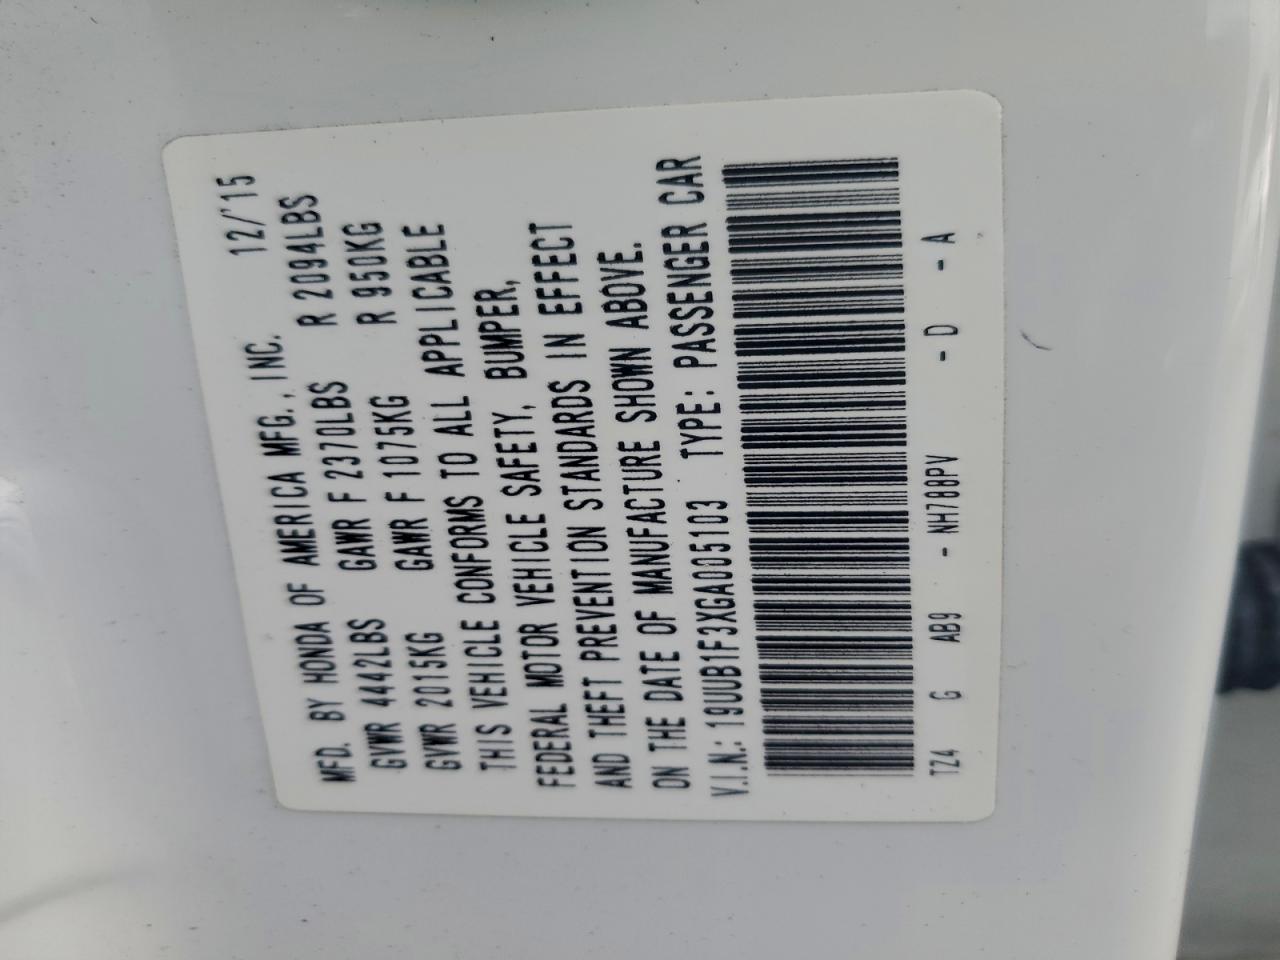 MFD. BY HONDA OF AMERICA MFG., INC. 12/'15
GVWR 4442LBS GAWR F 2370LBS R 2094LBS
GVWR 2015KG GAWR F 1075KG R 950KG
THIS VEHICLE CONFORMS TO ALL APPLICABLE
FEDERAL MOTOR VEHICLE SAFETY, BUMPER,
AND THEFT PREVENTION STANDARDS IN EFFECT
ON THE DATE OF MANUFACTURE SHOWN ABOVE.
V.I.N.: 19UUB1F3XGA005103 TYPE: PASSENGER CAR
TZ4 G AB9 - NH788PV - D - A